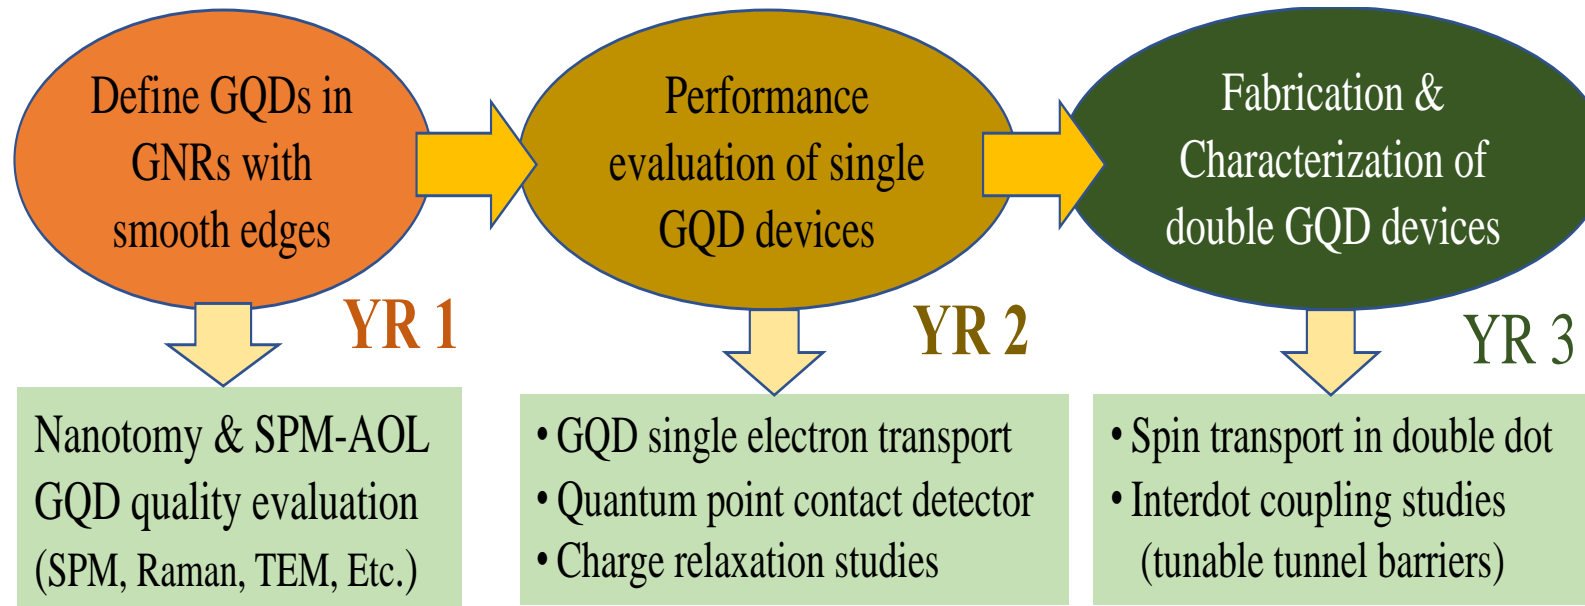 Define GQDs in
GNRs with
smooth edges
YR 1
Nanotomy & SPM-AOL
GQD quality evaluation
(SPM, Raman, TEM, Etc.)
Performance
evaluation of single
GQD devices
YR 2
• GQD single electron transport
• Quantum point contact detector
• Charge relaxation studies
Fabrication &
Characterization of
double GQD devices
YR 3
• Spin transport in double dot
• Interdot coupling studies
(tunable tunnel barriers)